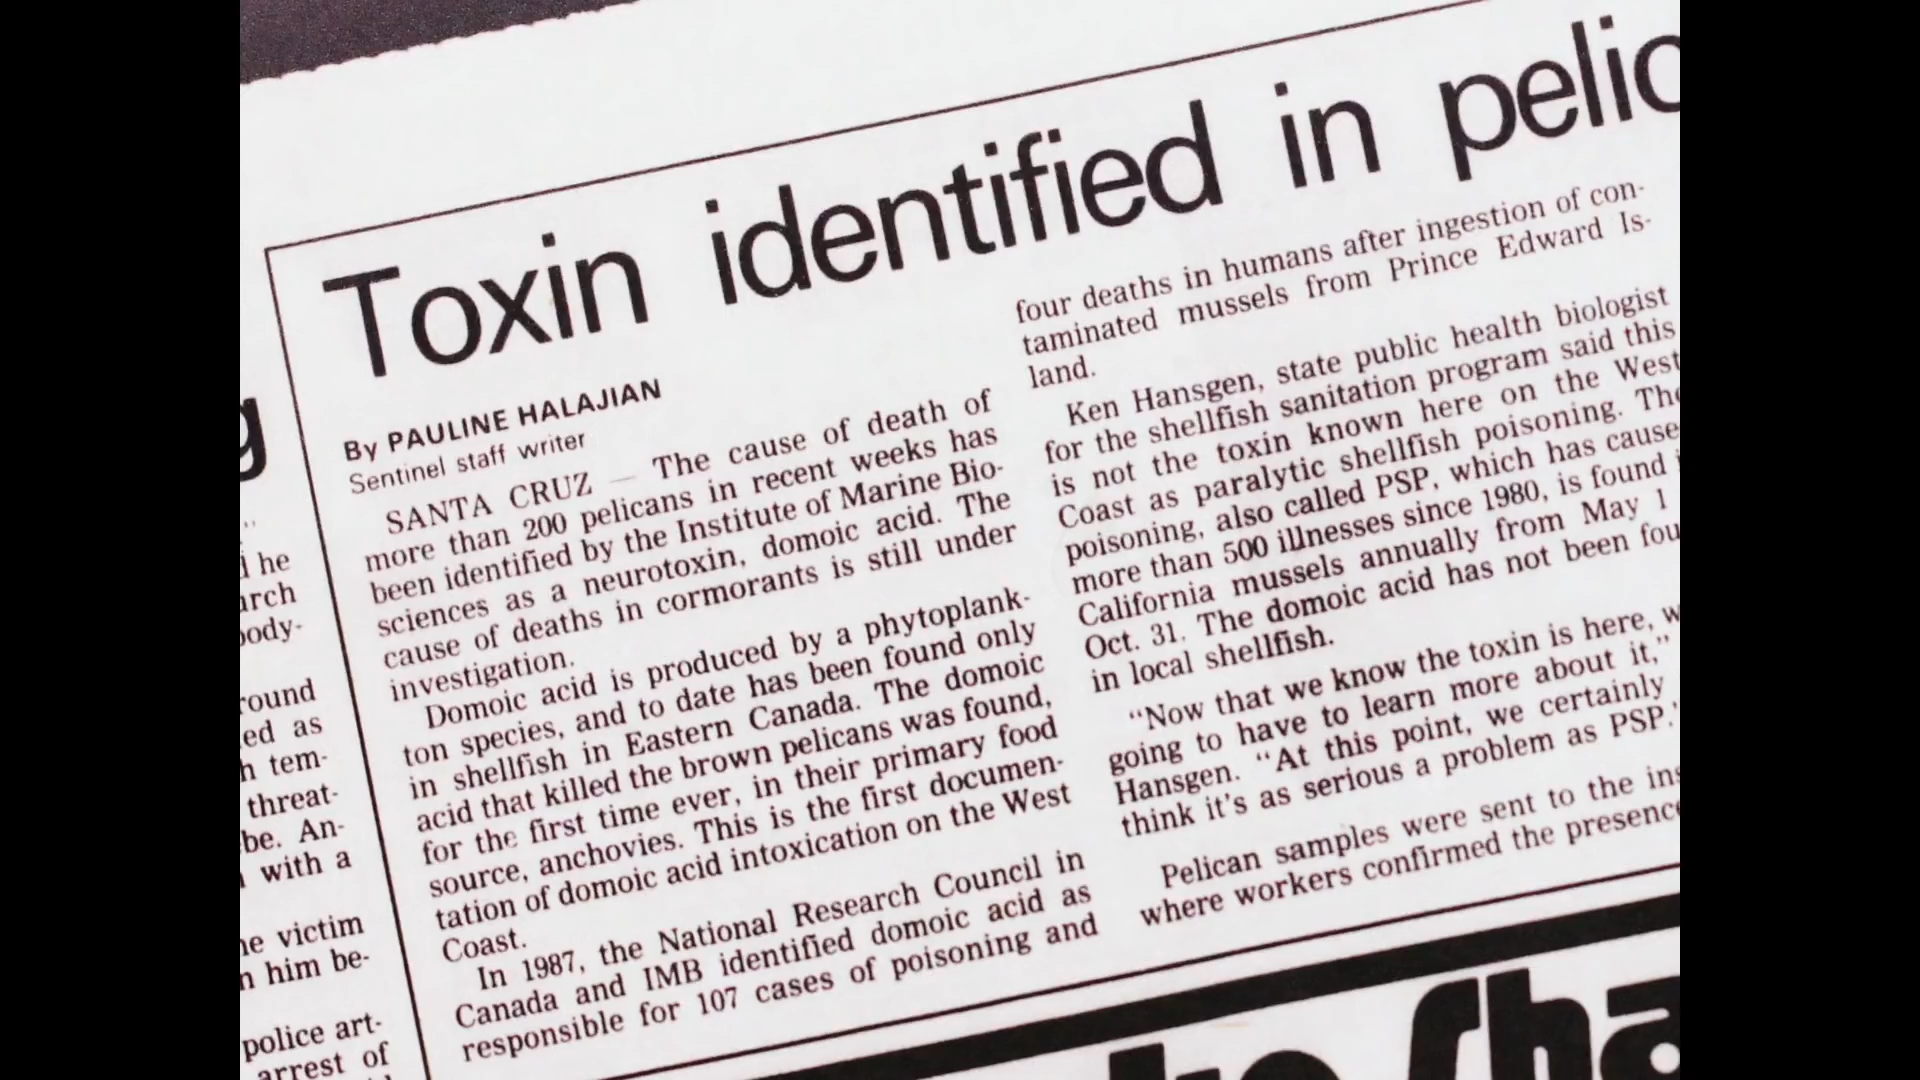 Toxin identified in pelic
By PAULINE HALAJIAN
Sentinel staff writer
SANTA CRUZ — The cause of death of
more than 200 pelicans in recent weeks has
been identified by the Institute of Marine Bio-
sciences as a neurotoxin, domoic acid. The
cause of deaths in cormorants is still under
investigation.
Domoic acid is produced by a phytoplank-
ton species, and to date has been found only
in shellfish in Eastern Canada. The domoic
acid that killed the brown pelicans was found,
for the first time ever, in their primary food
source, anchovies. This is the first documen-
tation of domoic acid intoxication on the West
Coast.
In 1987, the National Research Council in
Canada and IMB identified domoic acid as
responsible for 107 cases of poisoning and
four deaths in humans after ingestion of con-
taminated mussels from Prince Edward Is-
land.
Ken Hansgen, state public health biologist
for the shellfish sanitation program said this
is not the toxin known here on the West
Coast as paralytic shellfish poisoning. The
poisoning, also called PSP, which has cause
more than 500 illnesses since 1980, is found
California mussels annually from May 1
Oct. 31. The domoic acid has not been fou
in local shellfish.
“Now that we know the toxin is here, w
going to have to learn more about it,”
Hansgen. “At this point, we certainly
think it's as serious a problem as PSP.”
Pelican samples were sent to the ins
where workers confirmed the presence
g
he
arch
body-
round
ed as
tem-
threat-
be. An-
with a
he victim
him be-
police art-
arrest of
Sha